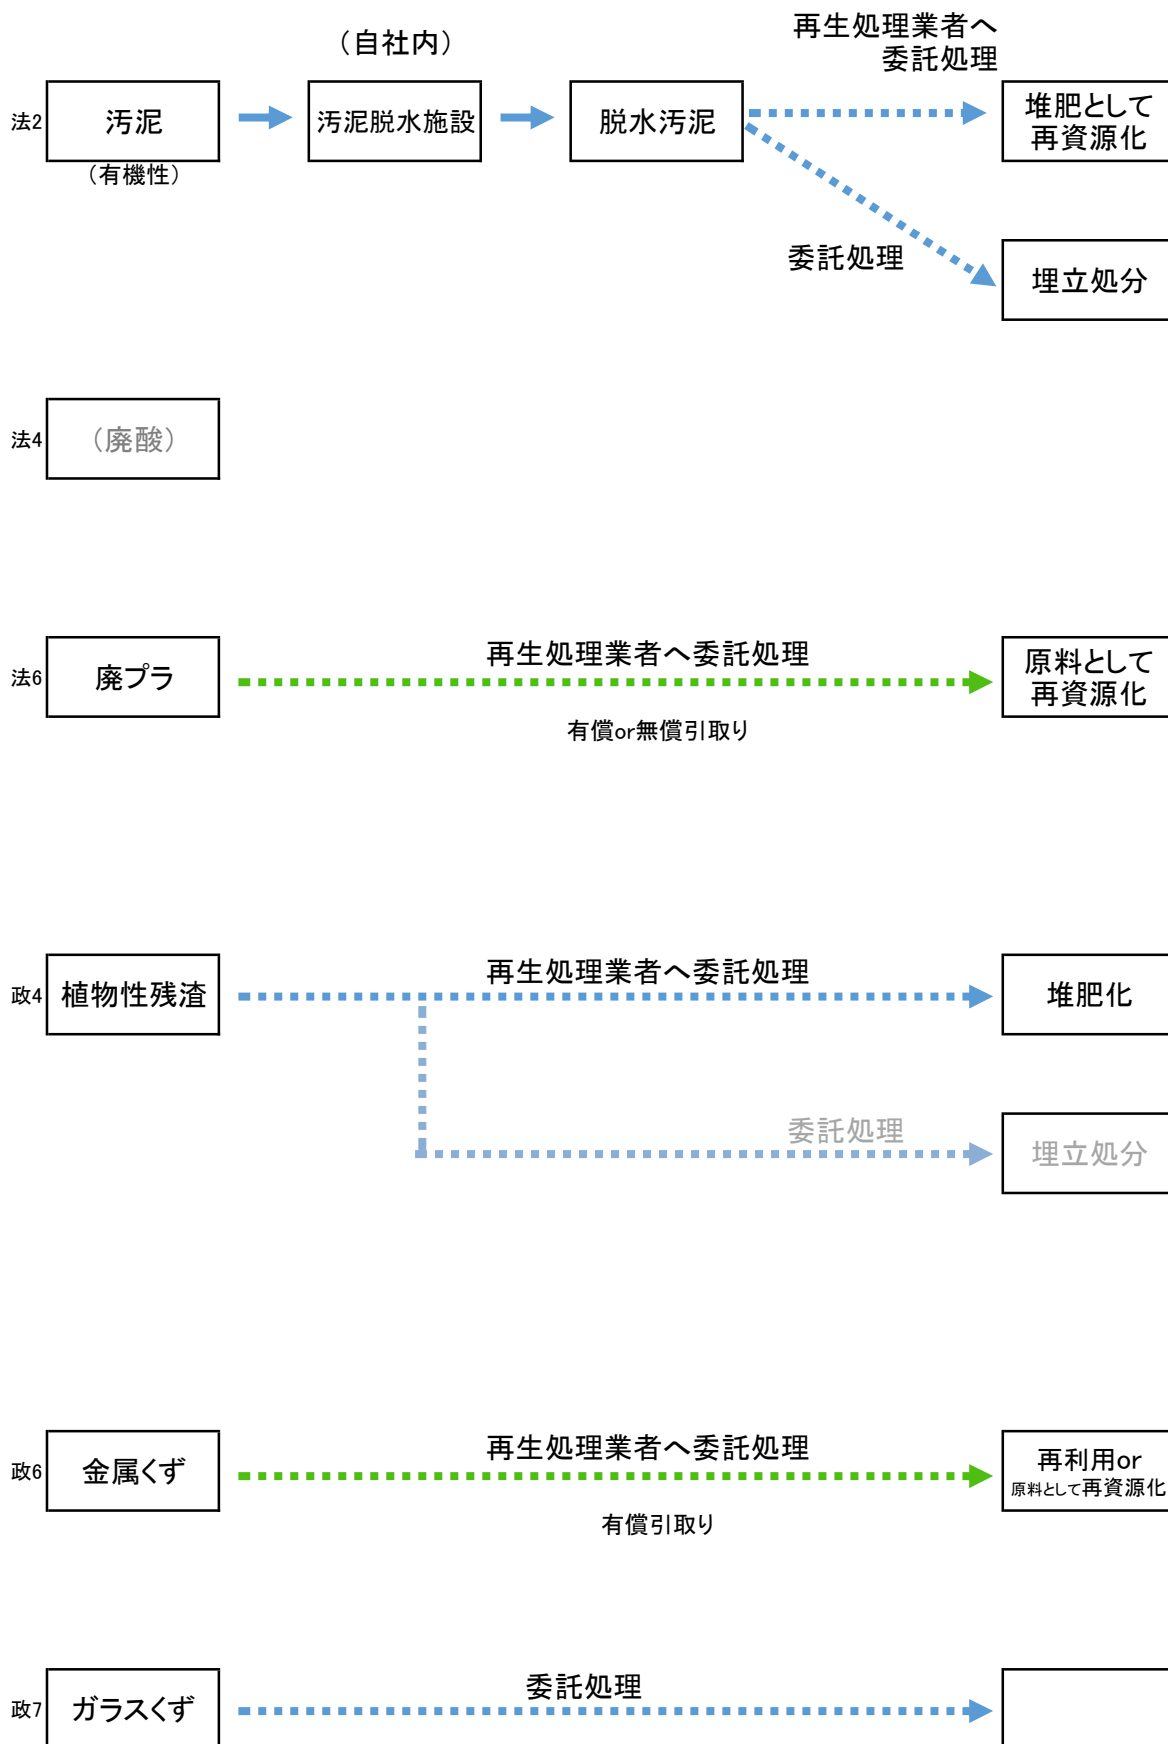 （自社内）
再生処理業者へ
委託処理
法2
汚泥
（有機性）
汚泥脱水施設
脱水汚泥
堆肥として
再資源化
委託処理
埋立処分
法4
（廃酸）
法6
廃プラ
再生処理業者へ委託処理
有償or無償引取り
原料として
再資源化
政4
植物性残渣
再生処理業者へ委託処理
堆肥化
委託処理
埋立処分
政6
金属くず
再生処理業者へ委託処理
有償引取り
再利用or
原料として再資源化
政7
ガラスくず
委託処理